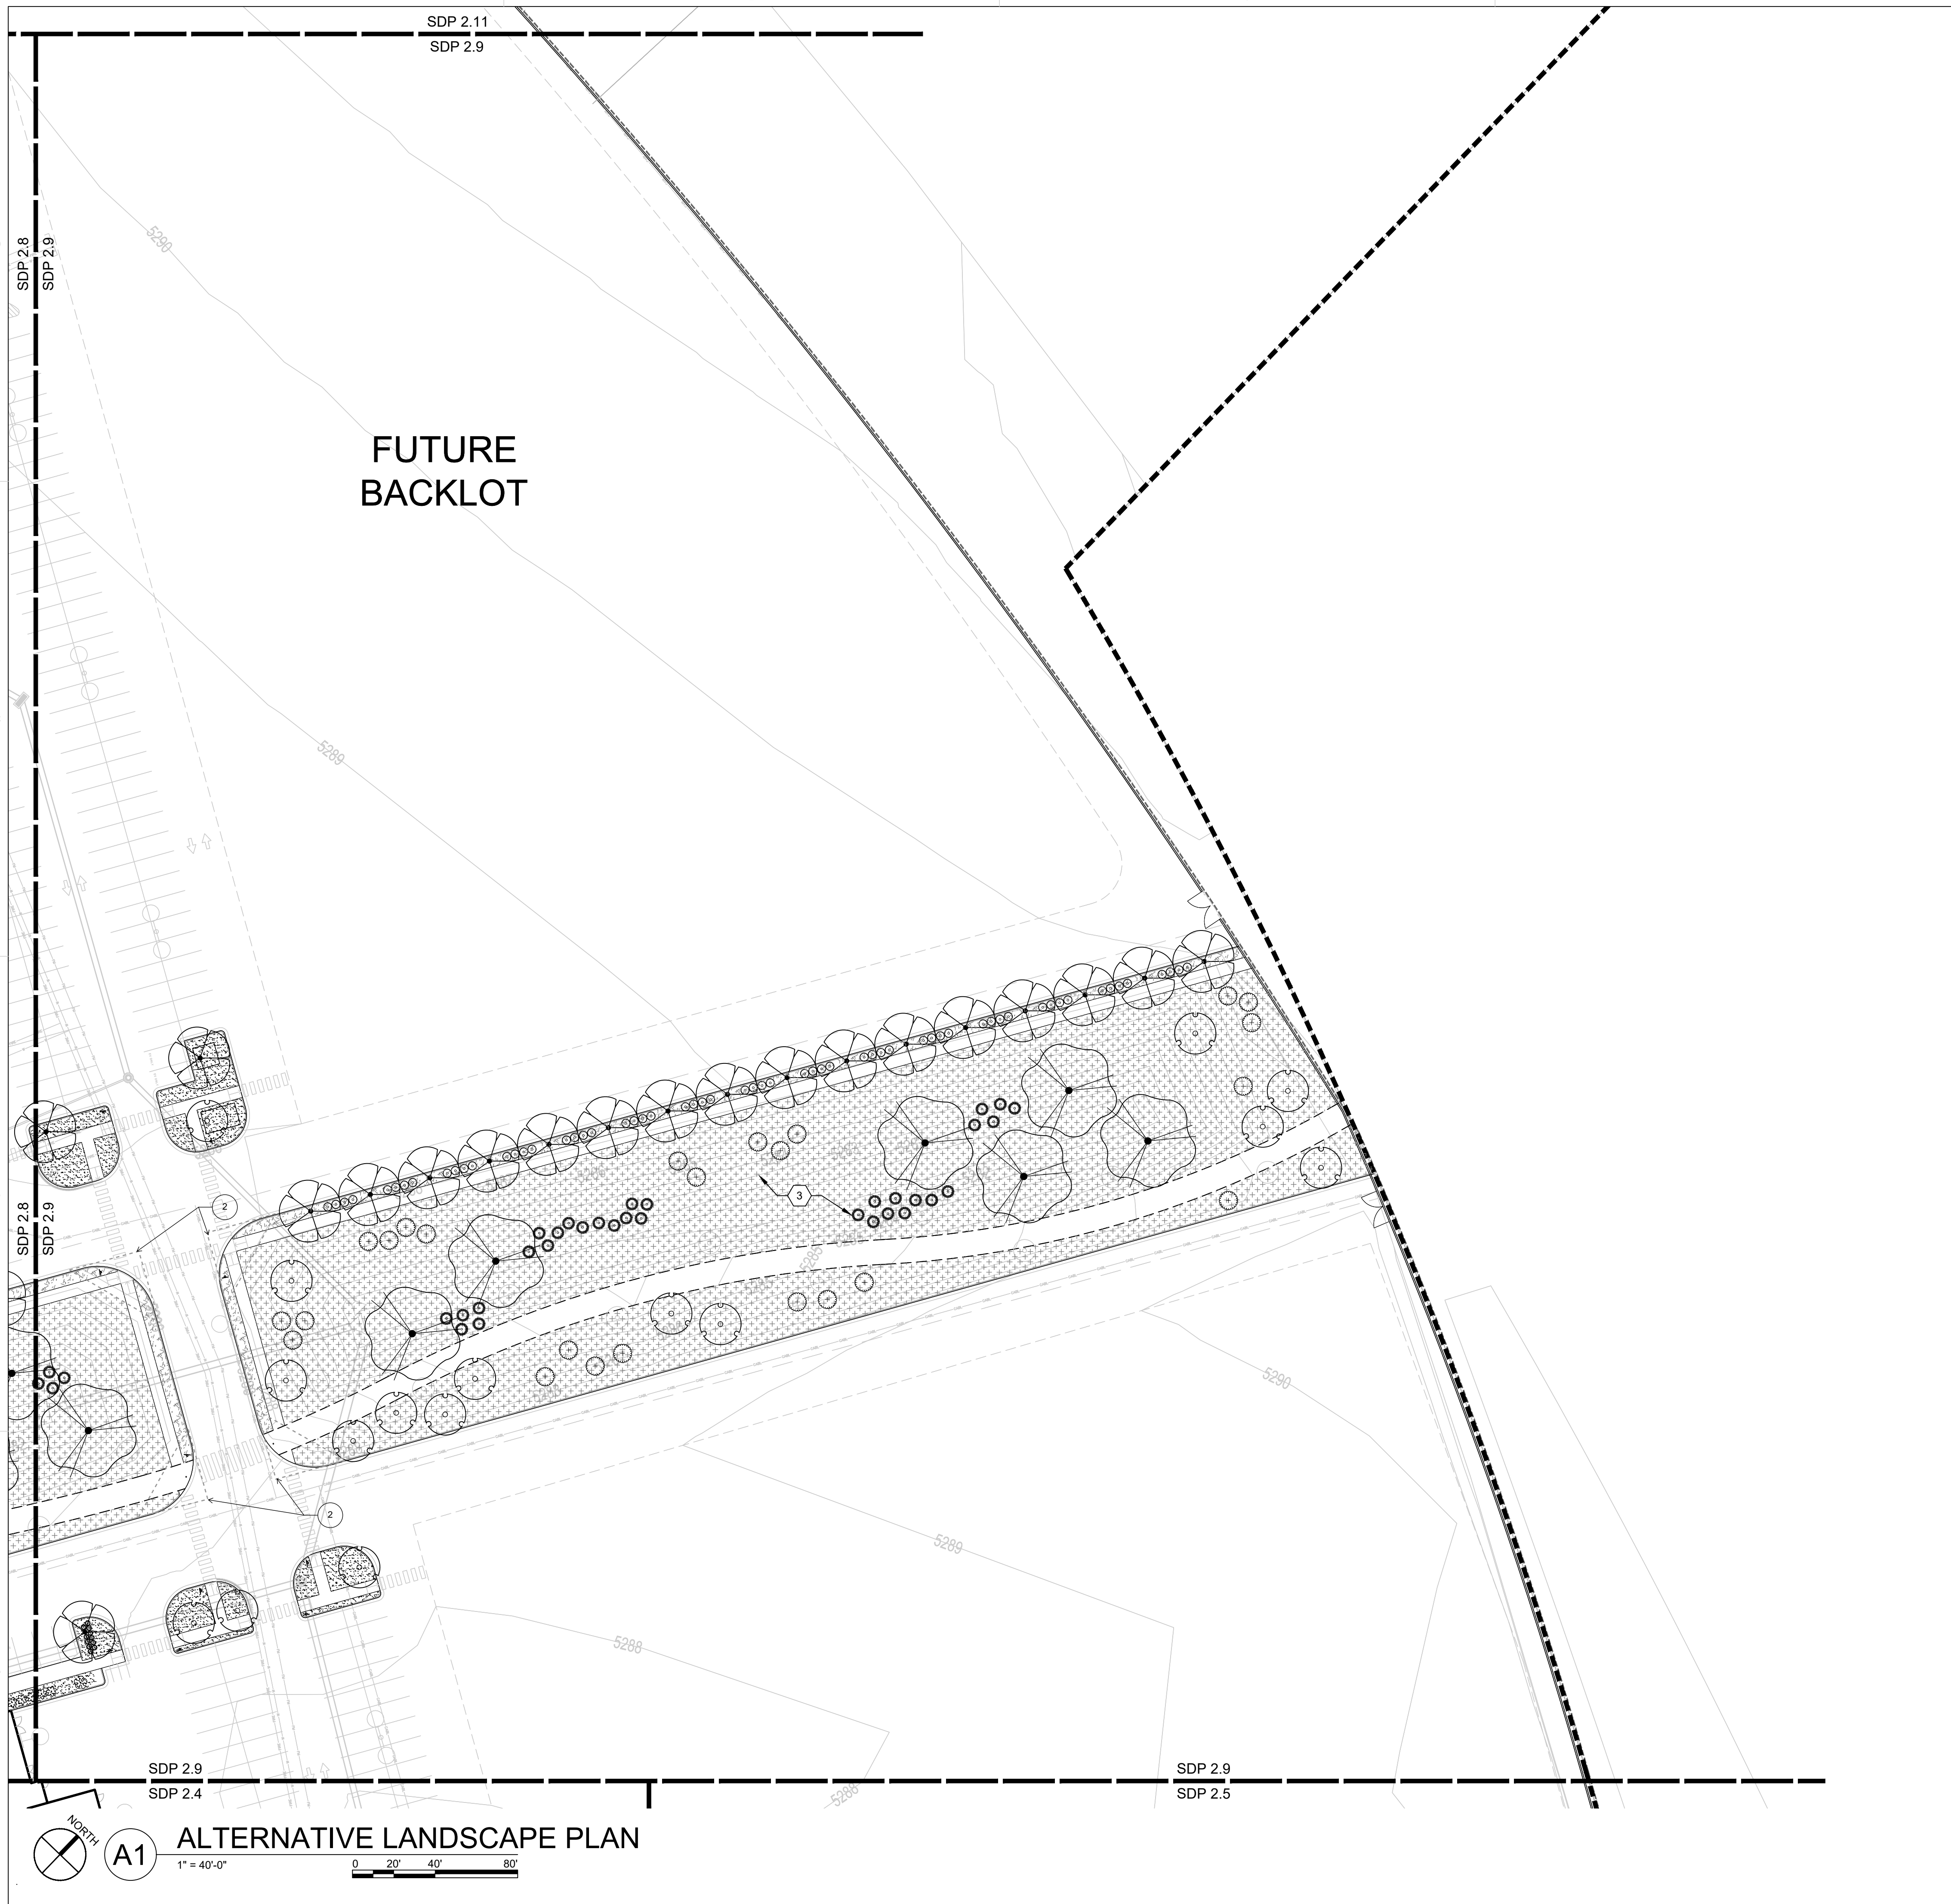 SDP 2.11
SDP 2.9
SDP 2.8
SDP 2.9
5290
FUTURE
BACKLOT
5289
3
2
SDP 2.8
SDP 2.9
5285
5290
2
5289
5288
SDP 2.9
SDP 2.4
SDP 2.9
SDP 2.5
5288
NORTH
A1
ALTERNATIVE LANDSCAPE PLAN
1" = 40'-0"
0 20' 40' 80'